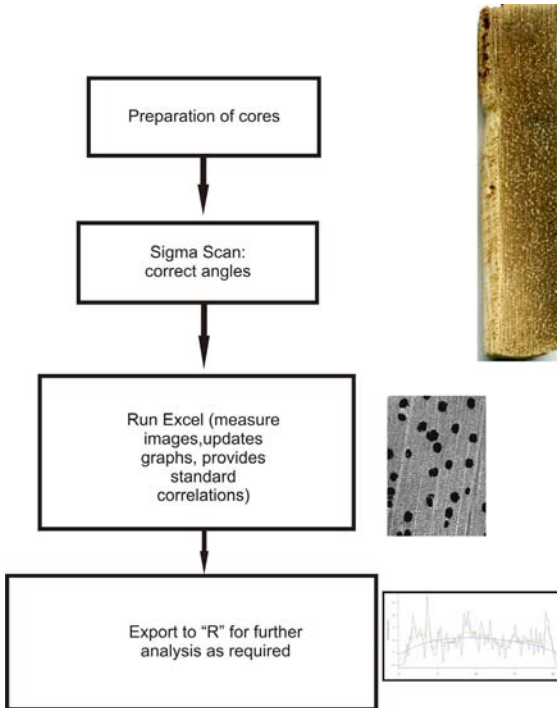 Preparation of cores
Sigma Scan:
correct angles
Run Excel (measure
images,updates
graphs, provides
standard
correlations)
Export to “R” for further
analysis as required